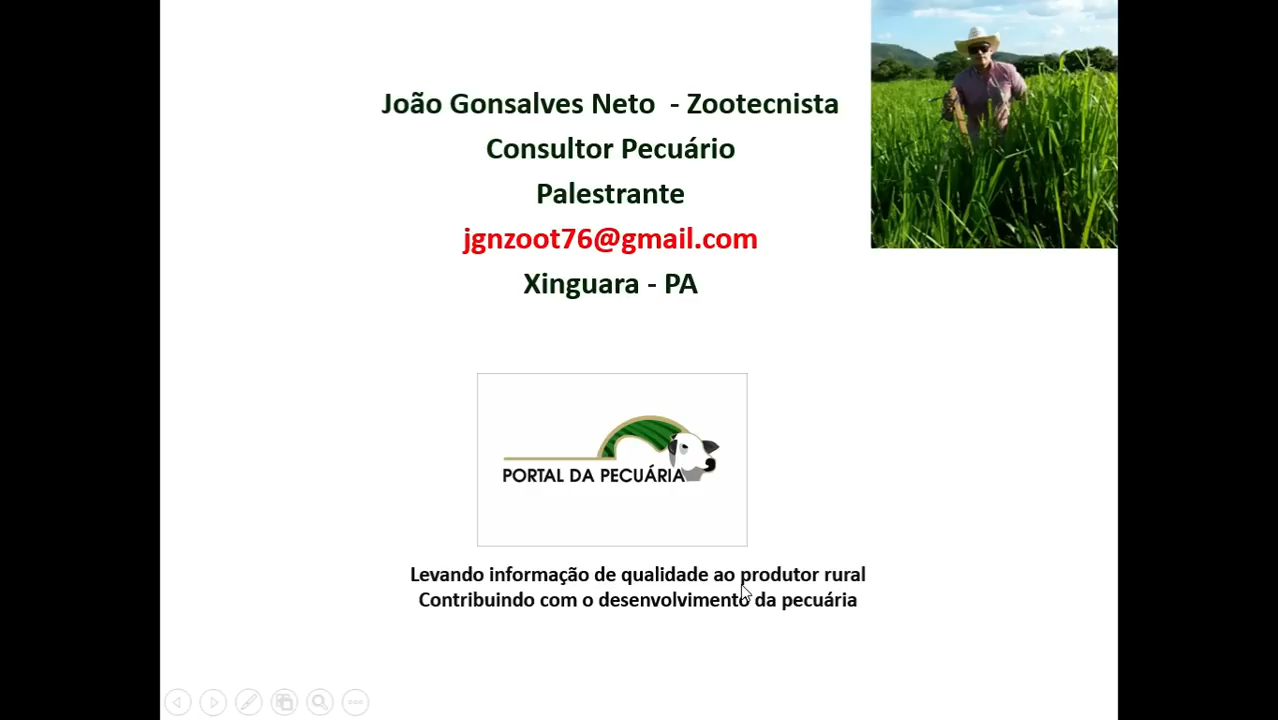 João Gonsalves Neto - Zootecnista
Consultor Pecuário
Palestrante
jgnzoot76@gmail.com
Xinguara - PA
PORTAL DA PECUÁRIA
Levando informação de qualidade ao produtor rural
Contribuindo com o desenvolvimento da pecuária